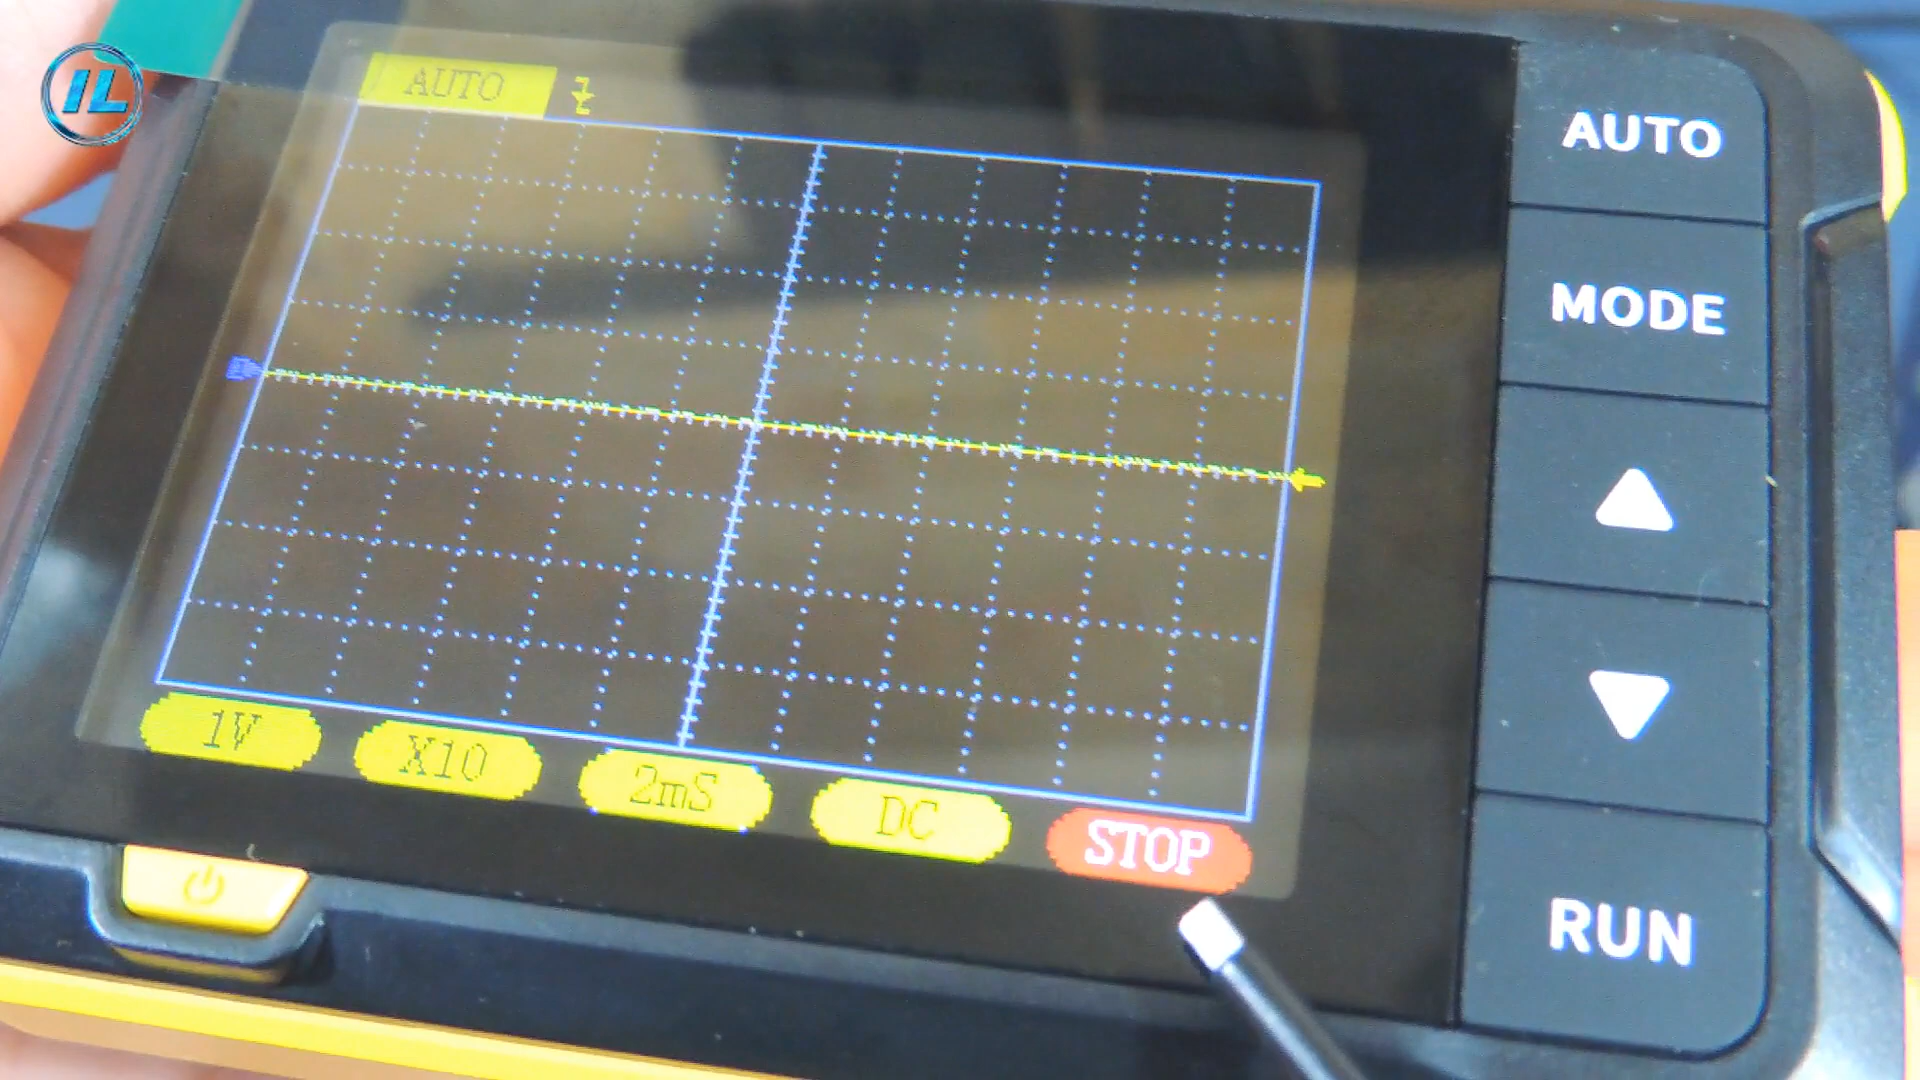 IL
AUTO
1V
X10
2mS
DC
STOP
AUTO
MODE
RUN